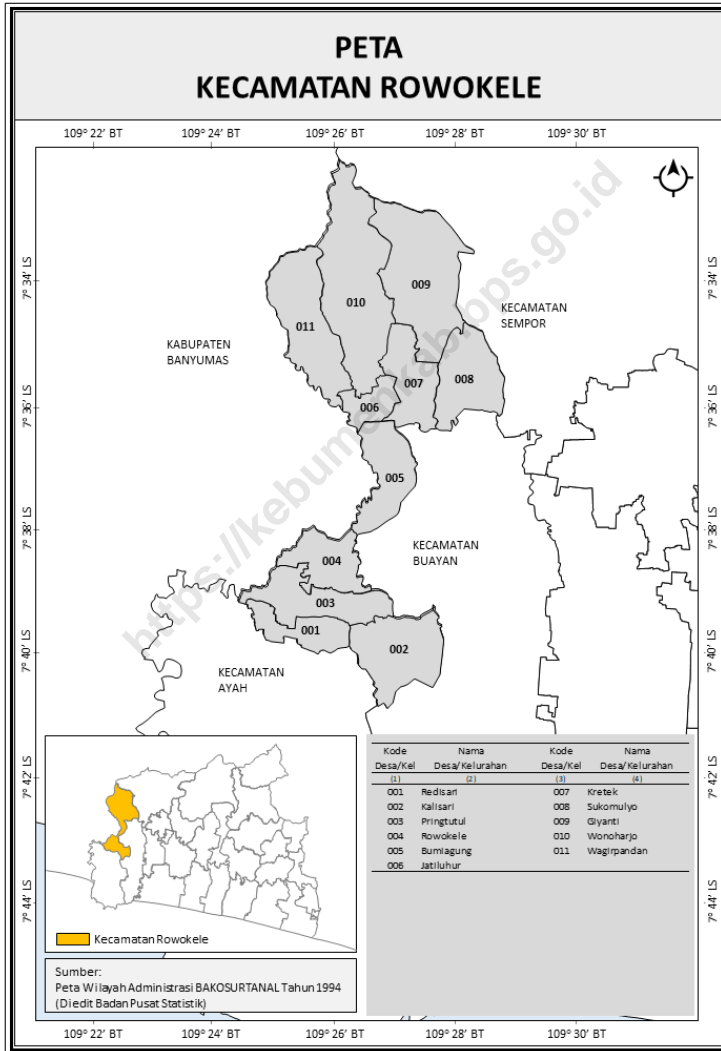 PETA
KECAMATAN ROWOKELE
109° 22' BT 109° 24' BT 109° 26' BT 109° 28' BT 109° 30' BT
7° 34' LS 7° 34' LS
7° 36' LS 7° 36' LS
7° 38' LS 7° 38' LS
7° 40' LS 7° 40' LS
7° 42' LS 7° 42' LS
7° 44' LS 7° 44' LS
009
010
KECAMATAN
SEMPOR
011
KABUPATEN
BANYUMAS
008
007
006
005
KECAMATAN
BUAYAN
004
003
001
002
KECAMATAN
AYAH
https://kebumenkab.bps.go.id
Kode Nama Kode Nama
Desa/Kel Desa/Kelurahan Desa/Kel Desa/Kelurahan
(1) (2) (3) (4)
001 Redisari 007 Kretek
002 Kalisari 008 Sukomulyo
003 Pringtutul 009 Giyanti
004 Rowokele 010 Wonoharjo
005 Bumiagung 011 Wagirpandan
006 Jatiluhur
Kecamatan Rowokele
Sumber:
Peta Wilayah Administrasi BAKOSURTANAL Tahun 1994
(Diedit Badan Pusat Statistik)
109° 22' BT 109° 24' BT 109° 26' BT 109° 28' BT 109° 30' BT